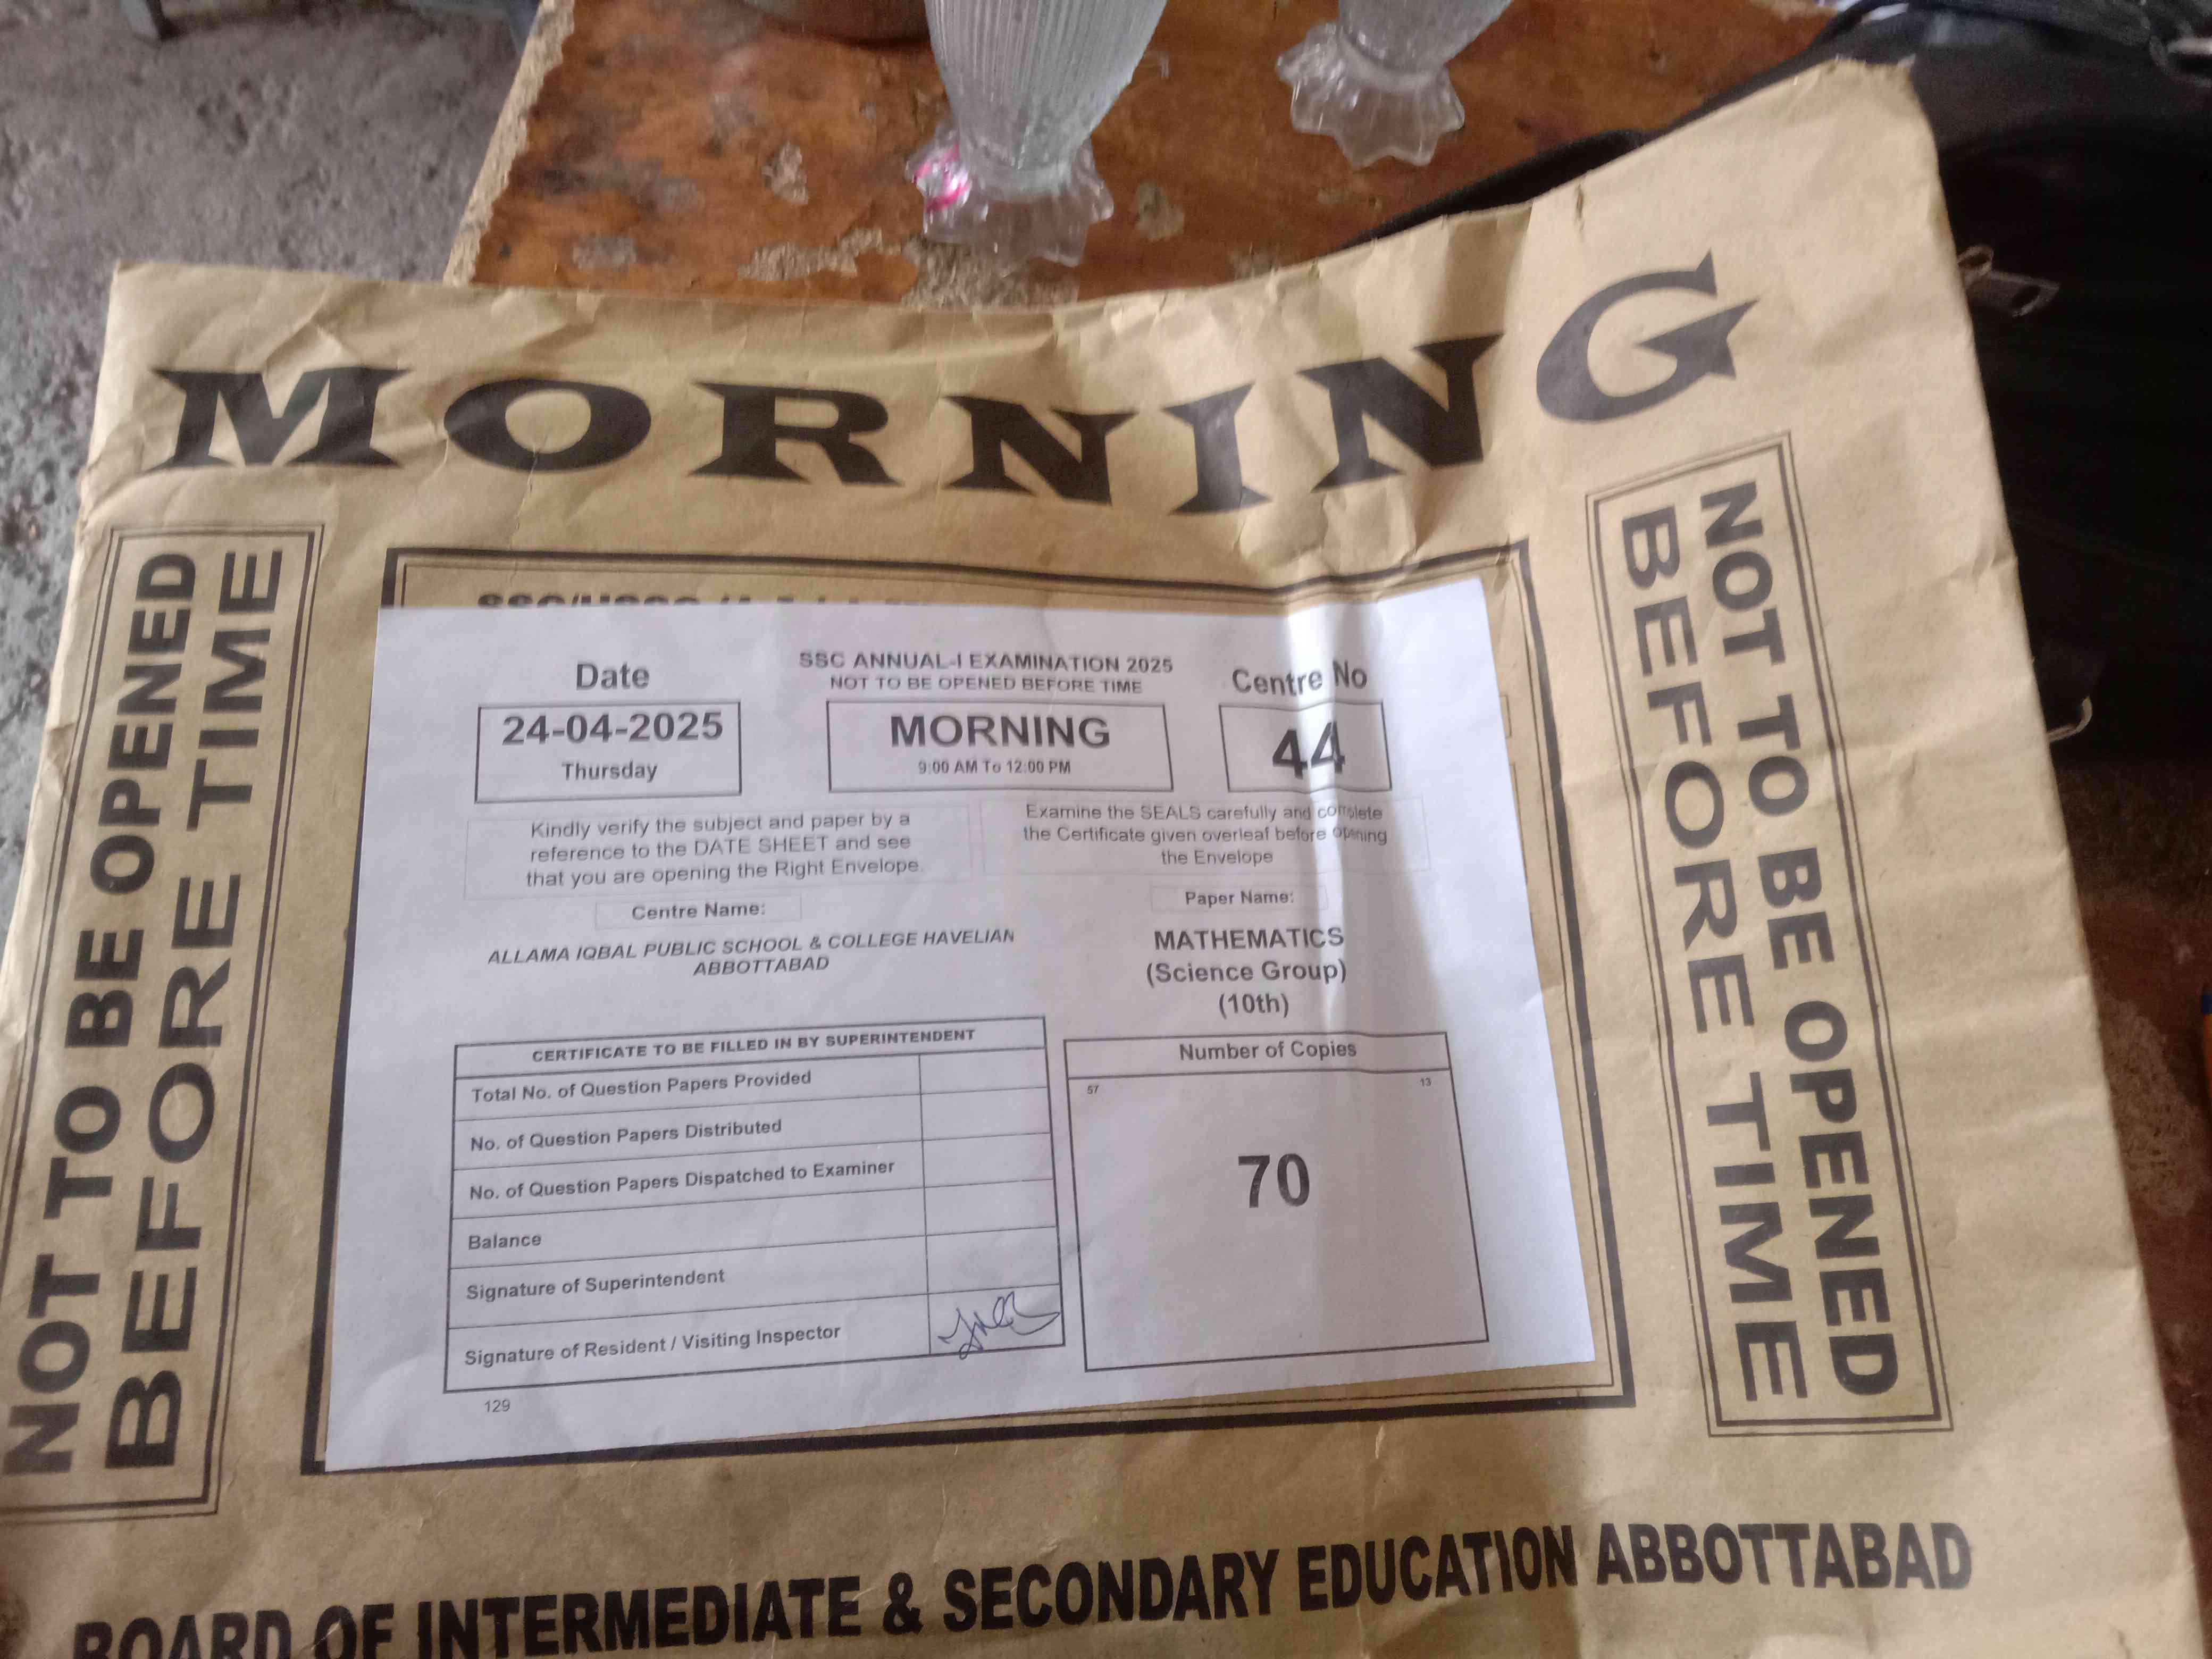 MORNING
NOT TO BE OPENED
BEFORE TIME
NOT TO BE OPENED
BEFORE TIME
SSC ANNUAL-I EXAMINATION 2025
NOT TO BE OPENED BEFORE TIME
Date
24-04-2025
Thursday
MORNING
9:00 AM To 12:00 PM
Centre No
44
Kindly verify the subject and paper by a
reference to the DATE SHEET and see
that you are opening the Right Envelope.
Examine the SEALS carefully and complete
the Certificate given overleaf before opening
the Envelope
Centre Name:
ALLAMA IQBAL PUBLIC SCHOOL & COLLEGE HAVELIAN
ABBOTTABAD
Paper Name:
MATHEMATICS
(Science Group)
(10th)
CERTIFICATE TO BE FILLED IN BY SUPERINTENDENT
Total No. of Question Papers Provided
No. of Question Papers Distributed
No. of Question Papers Dispatched to Examiner
Balance
Signature of Superintendent
Signature of Resident / Visiting Inspector
Number of Copies
57 13
70
129
BOARD OF INTERMEDIATE & SECONDARY EDUCATION ABBOTTABAD